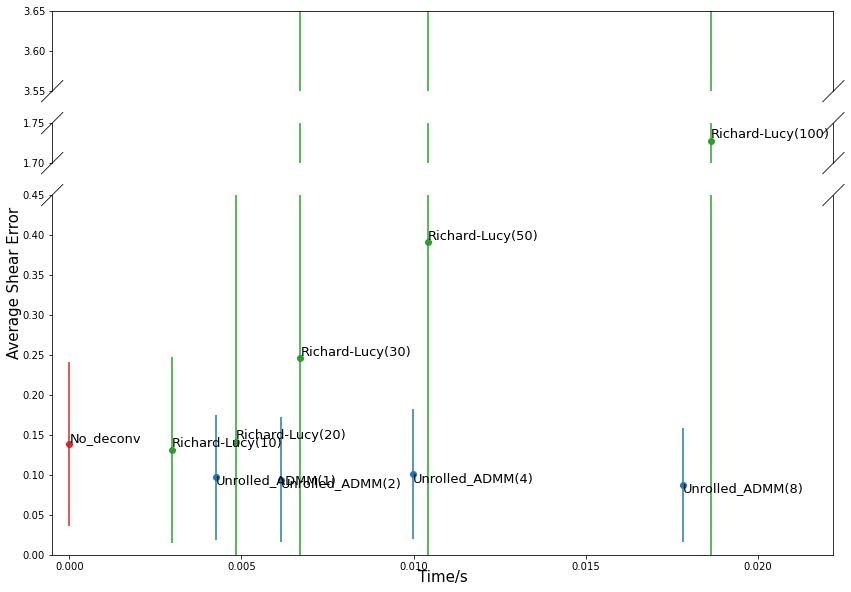 3.65
3.60
3.55
1.75
Richard-Lucy(100)
1.70
0.45
0.40
Richard-Lucy(50)
0.35
0.30
Average Shear Error
0.25
Richard-Lucy(30)
0.20
0.15
No_deconv
Richard-Lucy(20)
Richard-Lucy(10)
0.10
Unrolled_ADMM(1)
Unrolled_ADMM(2)
Unrolled_ADMM(4)
Unrolled_ADMM(8)
0.05
0.00
0.000
0.005
0.010
0.015
0.020
Time/s